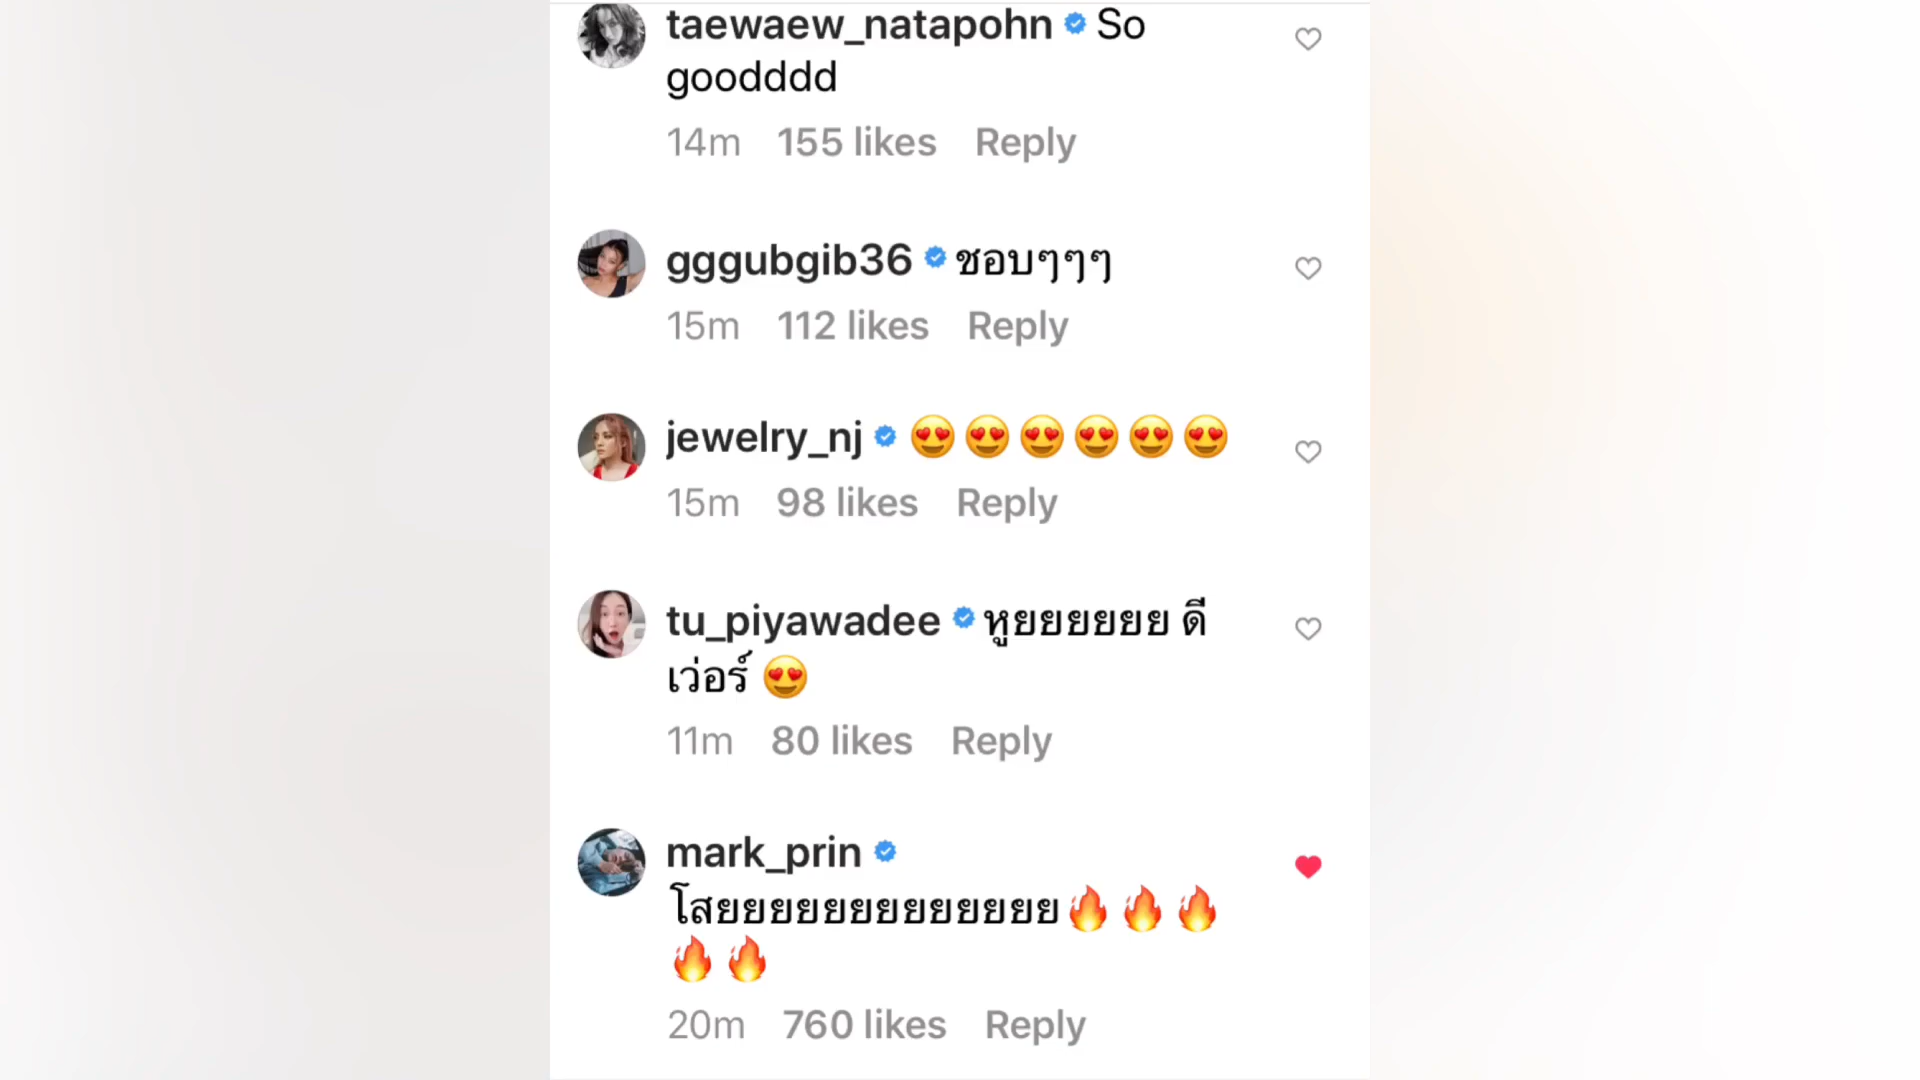 taewaew_natapohn So
goodddd
14m 155 likes Reply
gggubgib36 ชอบๆๆๆ
15m 112 likes Reply
jewelry_nj 😍😍😍😍😍😍
15m 98 likes Reply
tu_piyawadee หูยยยยยย ดี
เว่อร์ 😍
11m 80 likes Reply
mark_prin
โสยยยยยยยยยยยยย🔥🔥🔥
🔥🔥
20m 760 likes Reply